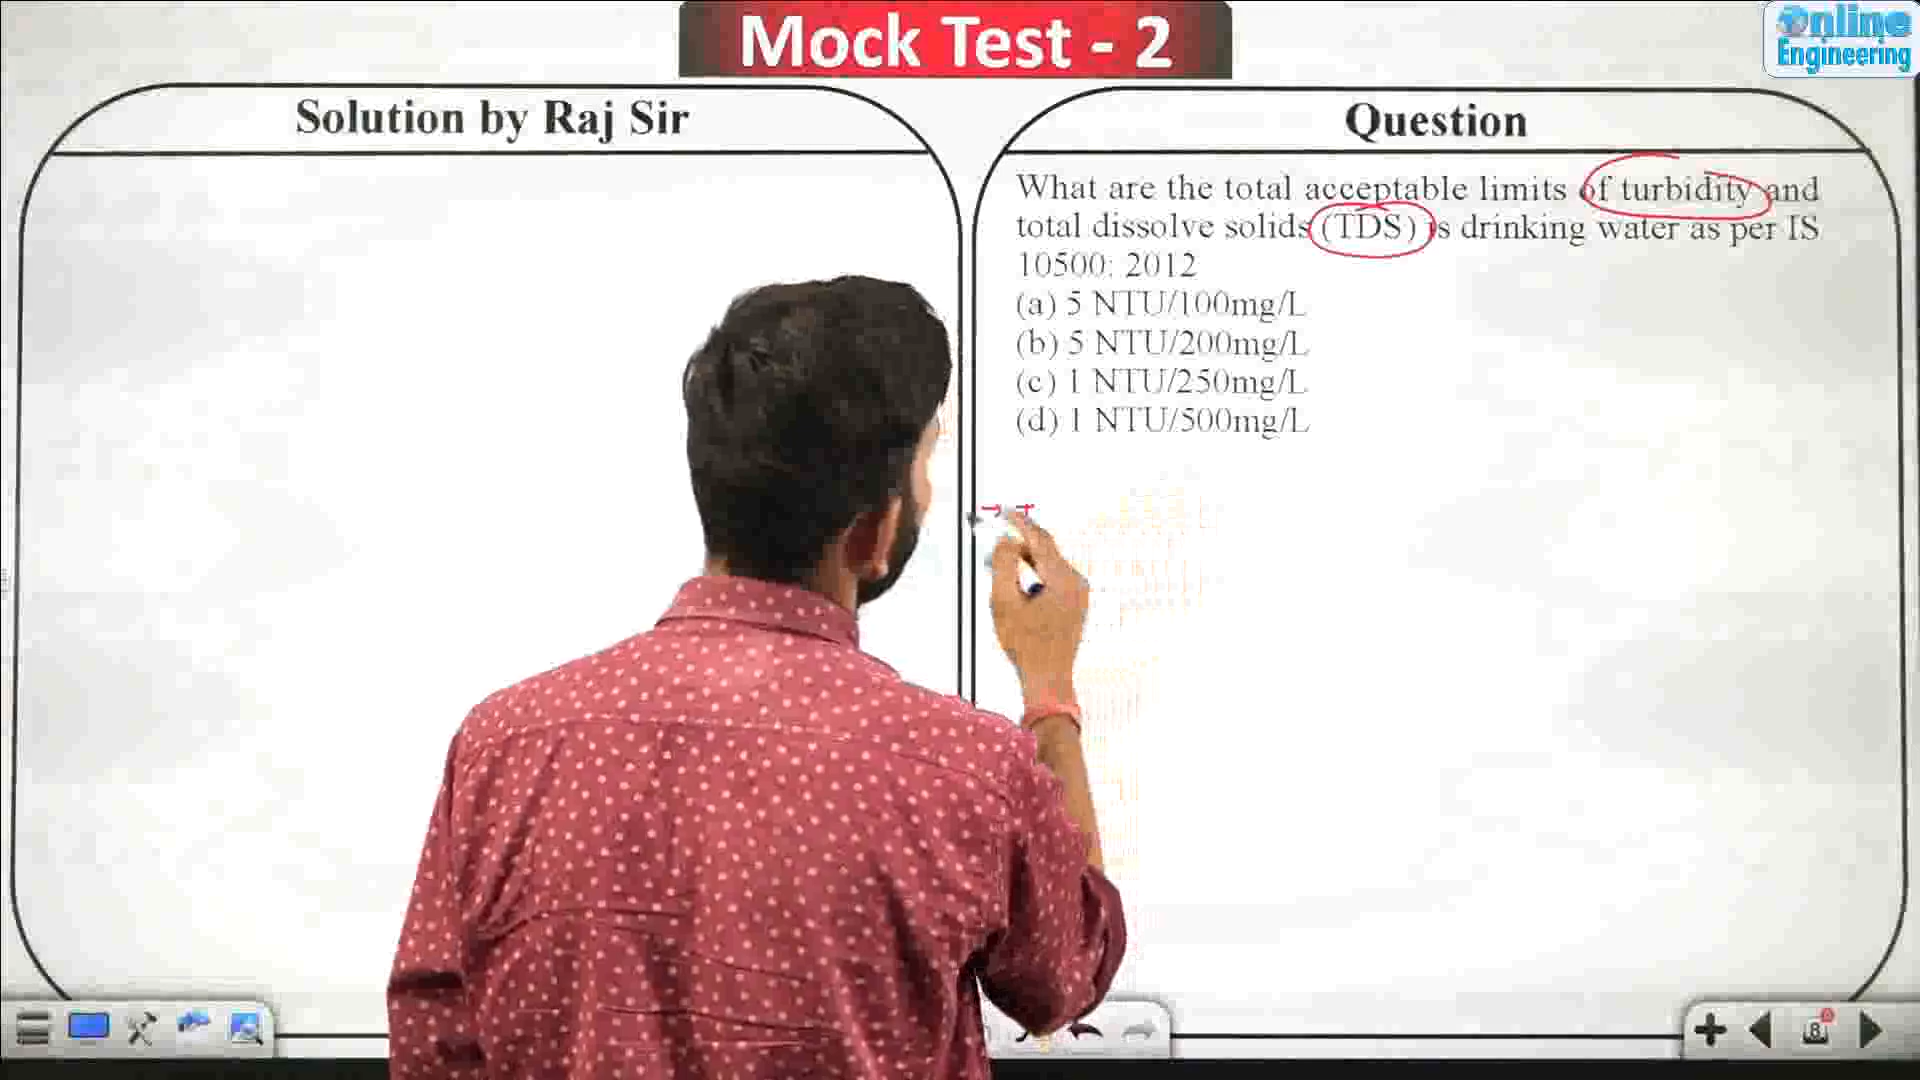 Mock Test - 2
Online
Engineering
Solution by Raj Sir
Question
What are the total acceptable limits of turbidity and
total dissolve solids (TDS) is drinking water as per IS
10500: 2012
(a) 5 NTU/100mg/L
(b) 5 NTU/200mg/L
(c) 1 NTU/250mg/L
(d) 1 NTU/500mg/L
8